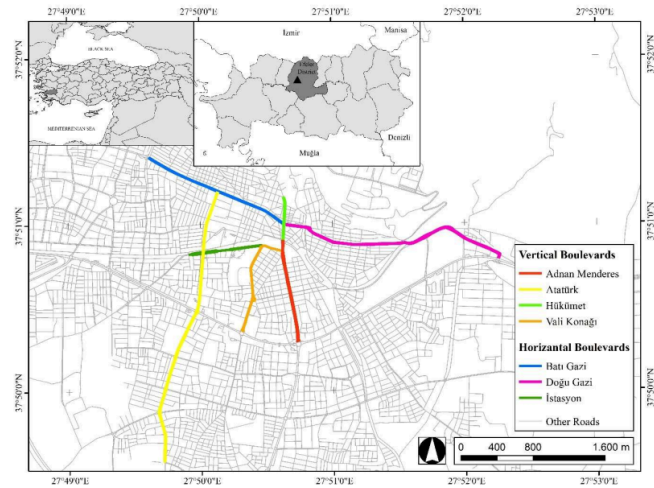 27°49'0"E 27°50'0"E 27°51'0"E 27°52'0"E 27°53'0"E
37°52'0"N
37°51'0"N
37°50'0"N
BLACK SEA
MEDITERRENEAN SEA
İzmir
Manisa
District
Denizli
Muğla
37°52'0"N
37°51'0"N
37°50'0"N
Vertical Boulevards
Adnan Menderes
Atatürk
Hükümet
Vali Konağı
Horizantal Boulevards
Batı Gazi
Doğu Gazi
İstasyon
Other Roads
0 400 800 1.600 m
27°49'0"E 27°50'0"E 27°51'0"E 27°52'0"E 27°53'0"E